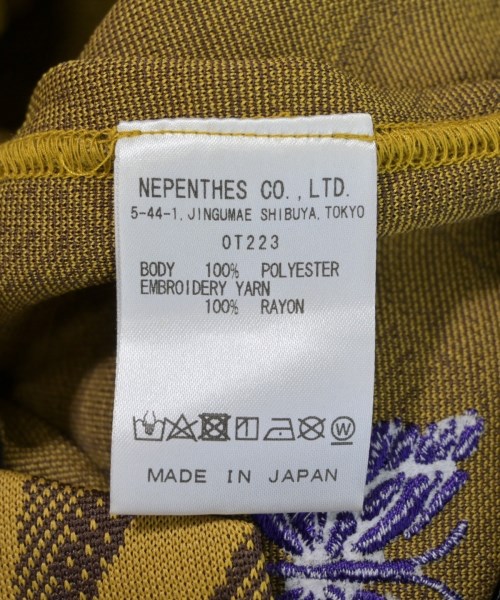 NEPENTHES CO., LTD.
5-44-1, JINGUMAE SHIBUYA, TOKYO
OT223
BODY 100% POLYESTER
EMBROIDERY YARN
100% RAYON
W
MADE IN JAPAN